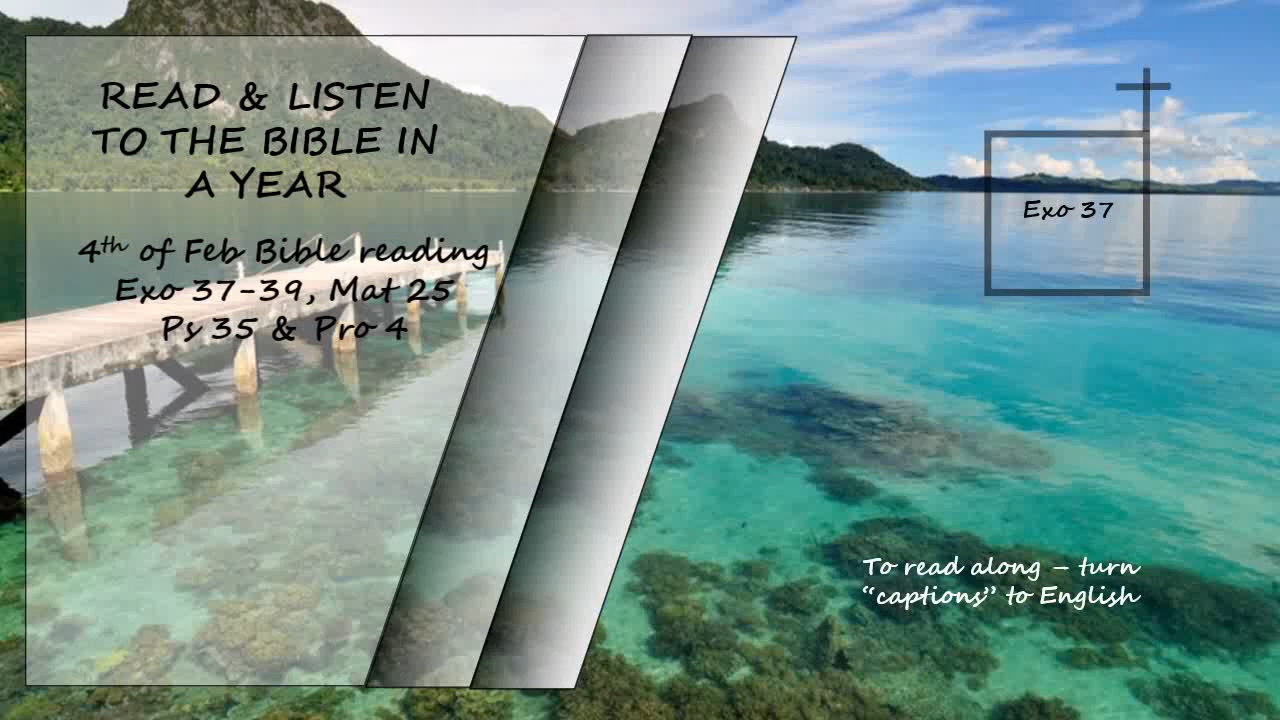 READ & LISTEN
TO THE BIBLE IN
A YEAR
4th of Feb Bible reading
Exo 37-39, Mat 25
Ps 35 & Pro 4
Exo 37
To read along – turn
“captions” to English